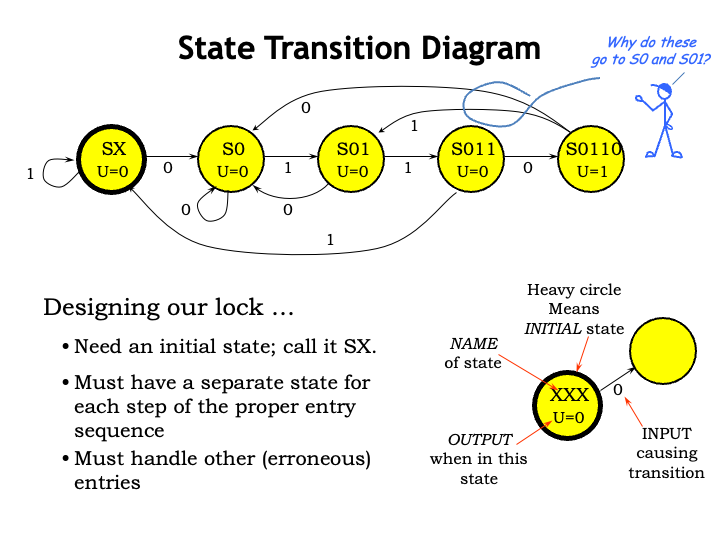 State Transition Diagram
Why do these
go to S0 and S01?
0
1
SX
U=0
S0
U=0
S01
U=0
S011
U=0
S0110
U=1
1
0
1
1
0
0
0
1
Designing our lock …
• Need an initial state; call it SX.
• Must have a separate state for
each step of the proper entry
sequence
• Must handle other (erroneous)
entries
Heavy circle
Means
INITIAL state
NAME
of state
XXX
U=0
0
OUTPUT
when in this
state
INPUT
causing
transition